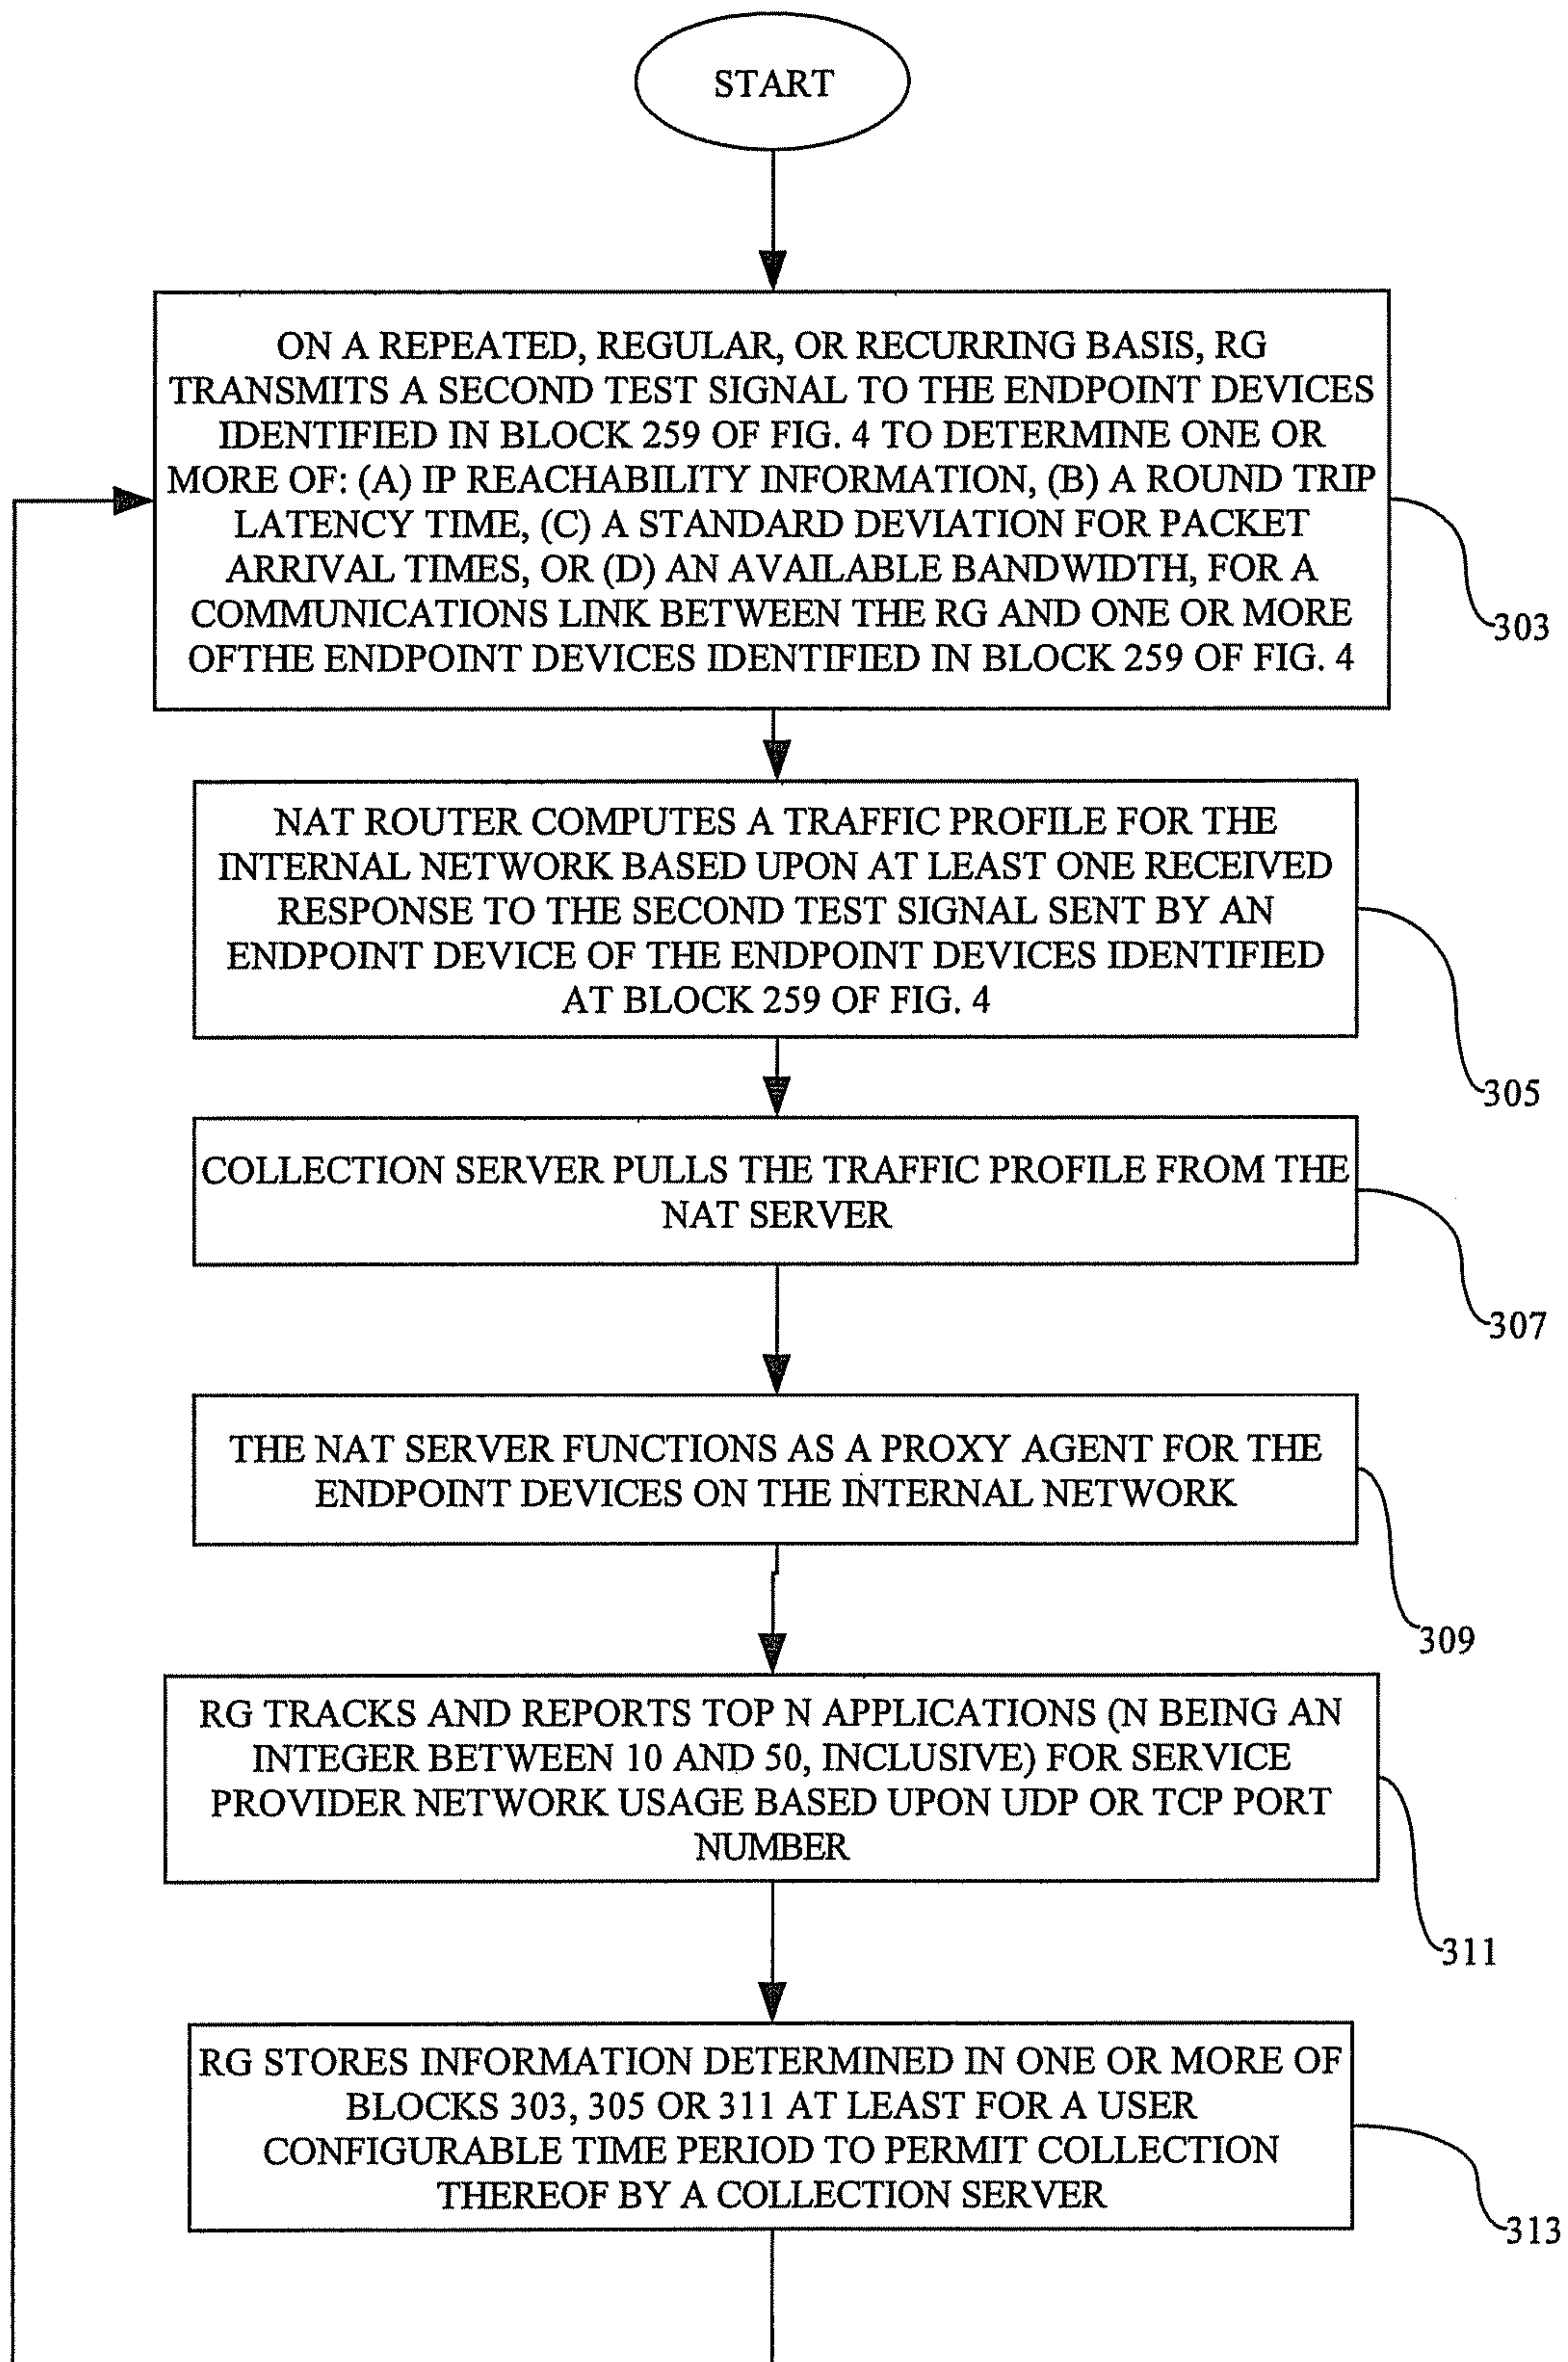 START
ON A REPEATED, REGULAR, OR RECURRING BASIS, RG
TRANSMITS A SECOND TEST SIGNAL TO THE ENDPOINT DEVICES
IDENTIFIED IN BLOCK 259 OF FIG. 4 TO DETERMINE ONE OR
MORE OF: (A) IP REACHABILITY INFORMATION, (B) A ROUND TRIP
LATENCY TIME, (C) A STANDARD DEVIATION FOR PACKET
ARRIVAL TIMES, OR (D) AN AVAILABLE BANDWIDTH, FOR A
COMMUNICATIONS LINK BETWEEN THE RG AND ONE OR MORE
OFTHE ENDPOINT DEVICES IDENTIFIED IN BLOCK 259 OF FIG. 4
303
NAT ROUTER COMPUTES A TRAFFIC PROFILE FOR THE
INTERNAL NETWORK BASED UPON AT LEAST ONE RECEIVED
RESPONSE TO THE SECOND TEST SIGNAL SENT BY AN
ENDPOINT DEVICE OF THE ENDPOINT DEVICES IDENTIFIED
AT BLOCK 259 OF FIG. 4
305
COLLECTION SERVER PULLS THE TRAFFIC PROFILE FROM THE
NAT SERVER
307
THE NAT SERVER FUNCTIONS AS A PROXY AGENT FOR THE
ENDPOINT DEVICES ON THE INTERNAL NETWORK
309
RG TRACKS AND REPORTS TOP N APPLICATIONS (N BEING AN
INTEGER BETWEEN 10 AND 50, INCLUSIVE) FOR SERVICE
PROVIDER NETWORK USAGE BASED UPON UDP OR TCP PORT
NUMBER
311
RG STORES INFORMATION DETERMINED IN ONE OR MORE OF
BLOCKS 303, 305 OR 311 AT LEAST FOR A USER
CONFIGURABLE TIME PERIOD TO PERMIT COLLECTION
THEREOF BY A COLLECTION SERVER
313